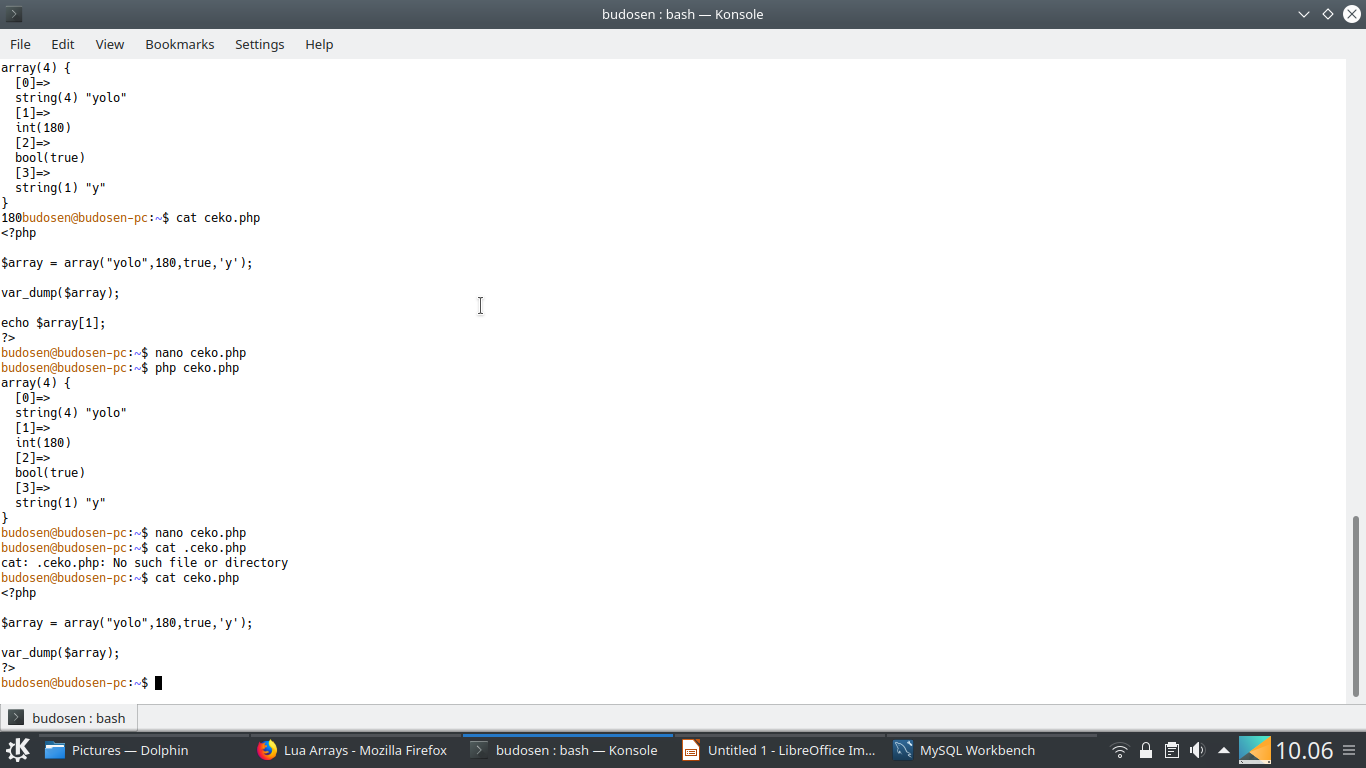 budosen : bash — Konsole
File Edit View Bookmarks Settings Help
array(4) {
  [0]=>
  string(4) "yolo"
  [1]=>
  int(180)
  [2]=>
  bool(true)
  [3]=>
  string(1) "y"
}
180budosen@budosen-pc:~$ cat ceko.php
<?php

$array = array("yolo",180,true,'y');

var_dump($array);

echo $array[1];
?>
budosen@budosen-pc:~$ nano ceko.php
budosen@budosen-pc:~$ php ceko.php
array(4) {
  [0]=>
  string(4) "yolo"
  [1]=>
  int(180)
  [2]=>
  bool(true)
  [3]=>
  string(1) "y"
}
budosen@budosen-pc:~$ nano ceko.php
budosen@budosen-pc:~$ cat .ceko.php
cat: .ceko.php: No such file or directory
budosen@budosen-pc:~$ cat ceko.php
<?php

$array = array("yolo",180,true,'y');

var_dump($array);
?>
budosen@budosen-pc:~$
budosen : bash
Pictures — Dolphin Lua Arrays - Mozilla Firefox budosen : bash — Konsole Untitled 1 - LibreOffice Im... MySQL Workbench 10.06